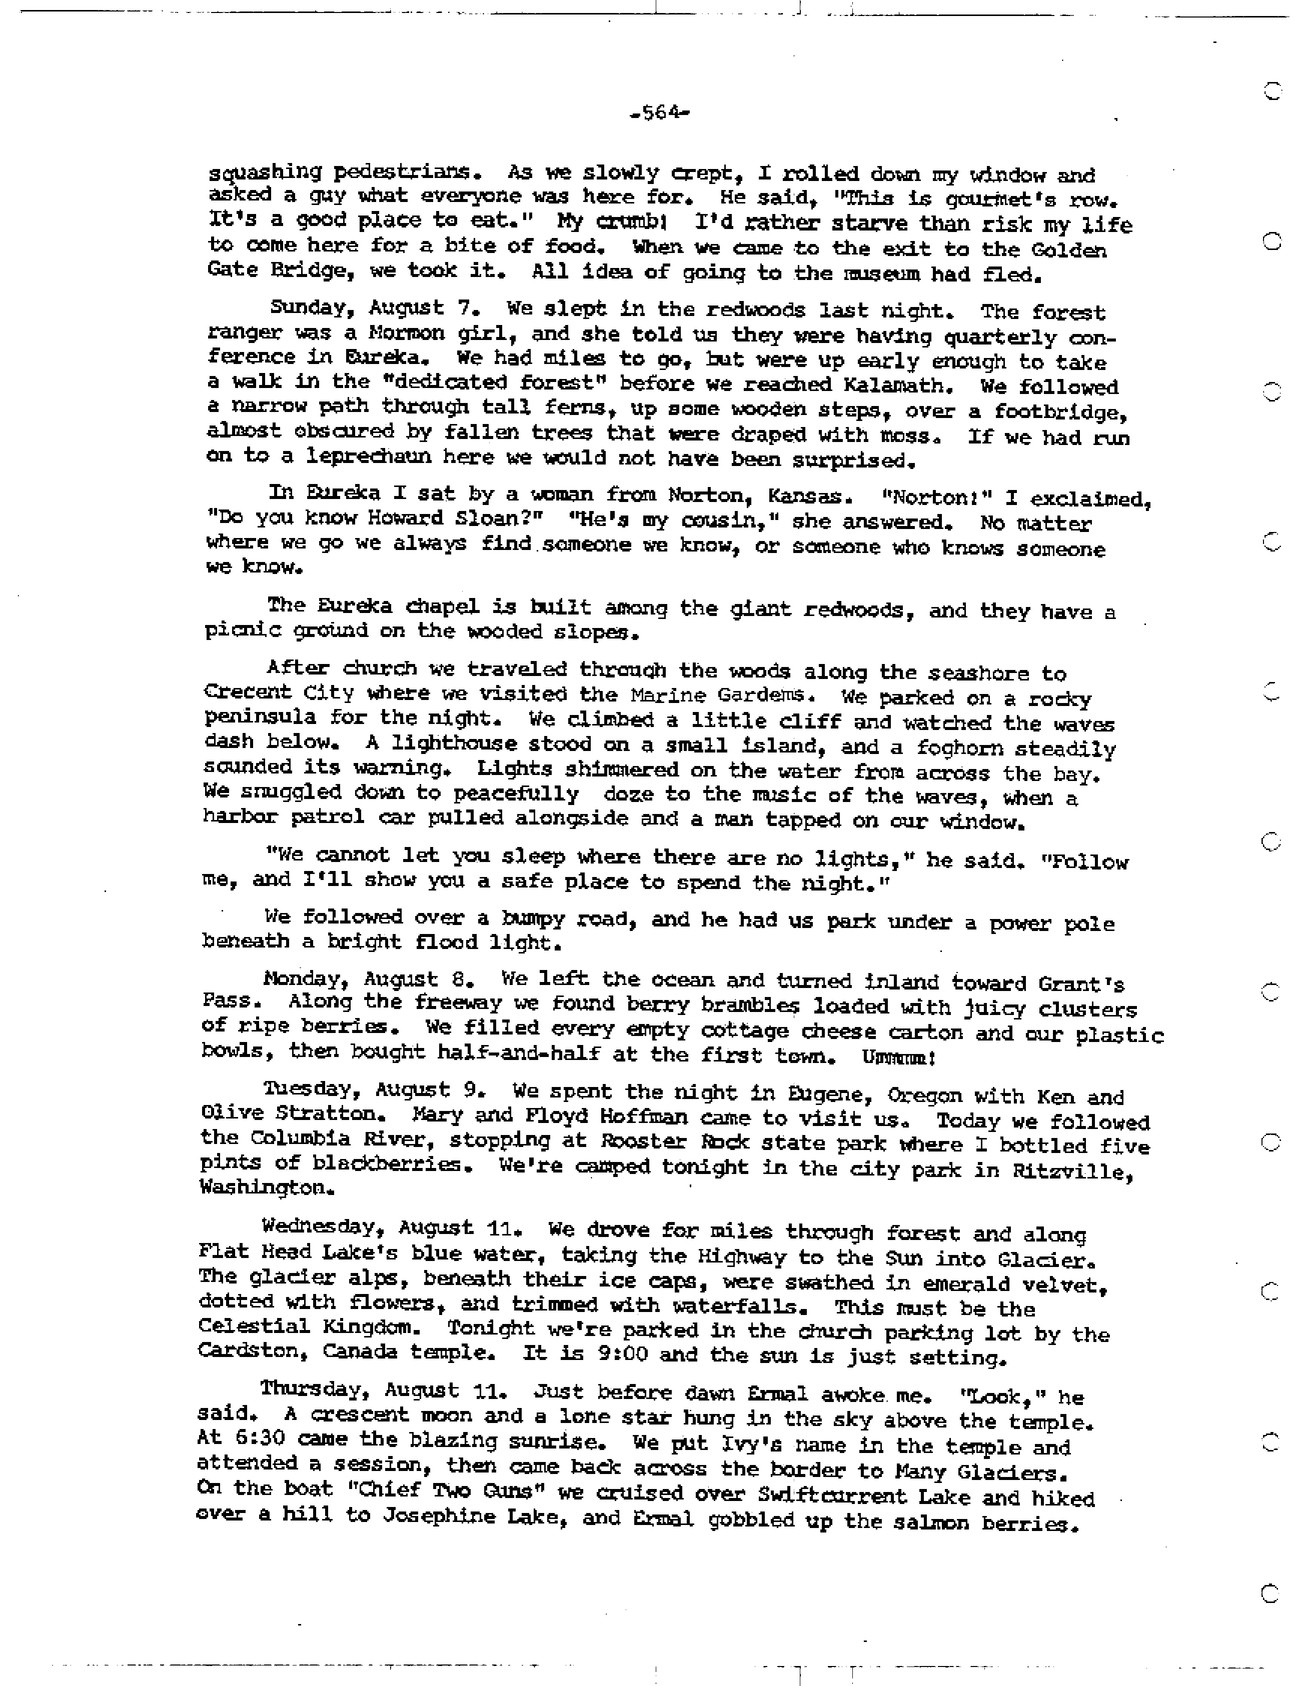 -564-
squashing pedestrians. As we slowly crept, I rolled down my window and
asked a guy what everyone was here for. He said, "This is gourmet's row.
It's a good place to eat." My crumb! I'd rather starve than risk my life
to come here for a bite of food. When we came to the exit to the Golden
Gate Bridge, we took it. All idea of going to the museum had fled.
Sunday, August 7. We slept in the redwoods last night. The forest
ranger was a Mormon girl, and she told us they were having quarterly con-
ference in Eureka. We had miles to go, but were up early enough to take
a walk in the "dedicated forest" before we reached Kalamath. We followed
a narrow path through tall ferns, up some wooden steps, over a footbridge,
almost obscured by fallen trees that were draped with moss. If we had run
on to a leprechaun here we would not have been surprised.
In Eureka I sat by a woman from Norton, Kansas. "Norton!" I exclaimed,
"Do you know Howard Sloan?" "He's my cousin," she answered. No matter
where we go we always find someone we know, or someone who knows someone
we know.
The Eureka chapel is built among the giant redwoods, and they have a
picnic ground on the wooded slopes.
After church we traveled through the woods along the seashore to
Crecent City where we visited the Marine Gardens. We parked on a rocky
peninsula for the night. We climbed a little cliff and watched the waves
dash below. A lighthouse stood on a small island, and a foghorn steadily
sounded its warning. Lights shimmered on the water from across the bay.
We snuggled down to peacefully doze to the music of the waves, when a
harbor patrol car pulled alongside and a man tapped on our window.
"We cannot let you sleep where there are no lights," he said. "Follow
me, and I'll show you a safe place to spend the night."
We followed over a bumpy road, and he had us park under a power pole
beneath a bright flood light.
Monday, August 8. We left the ocean and turned inland toward Grant's
Pass. Along the freeway we found berry brambles loaded with juicy clusters
of ripe berries. We filled every empty cottage cheese carton and our plastic
bowls, then bought half-and-half at the first town. Ummmm!
Tuesday, August 9. We spent the night in Eugene, Oregon with Ken and
Olive Stratton. Mary and Floyd Hoffman came to visit us. Today we followed
the Columbia River, stopping at Rooster Rock state park where I bottled five
pints of blackberries. We're camped tonight in the city park in Ritzville,
Washington.
Wednesday, August 11. We drove for miles through forest and along
Flat Head Lake's blue water, taking the Highway to the Sun into Glacier.
The glacier alps, beneath their ice caps, were swathed in emerald velvet,
dotted with flowers, and trimmed with waterfalls. This must be the
Celestial Kingdom. Tonight we're parked in the church parking lot by the
Cardston, Canada temple. It is 9:00 and the sun is just setting.
Thursday, August 11. Just before dawn Ermal awoke me. "Look," he
said. A crescent moon and a lone star hung in the sky above the temple.
At 6:30 came the blazing sunrise. We put Ivy's name in the temple and
attended a session, then came back across the border to Many Glaciers.
On the boat "Chief Two Guns" we cruised over Swiftcurrent Lake and hiked
over a hill to Josephine Lake, and Ermal gobbled up the salmon berries.